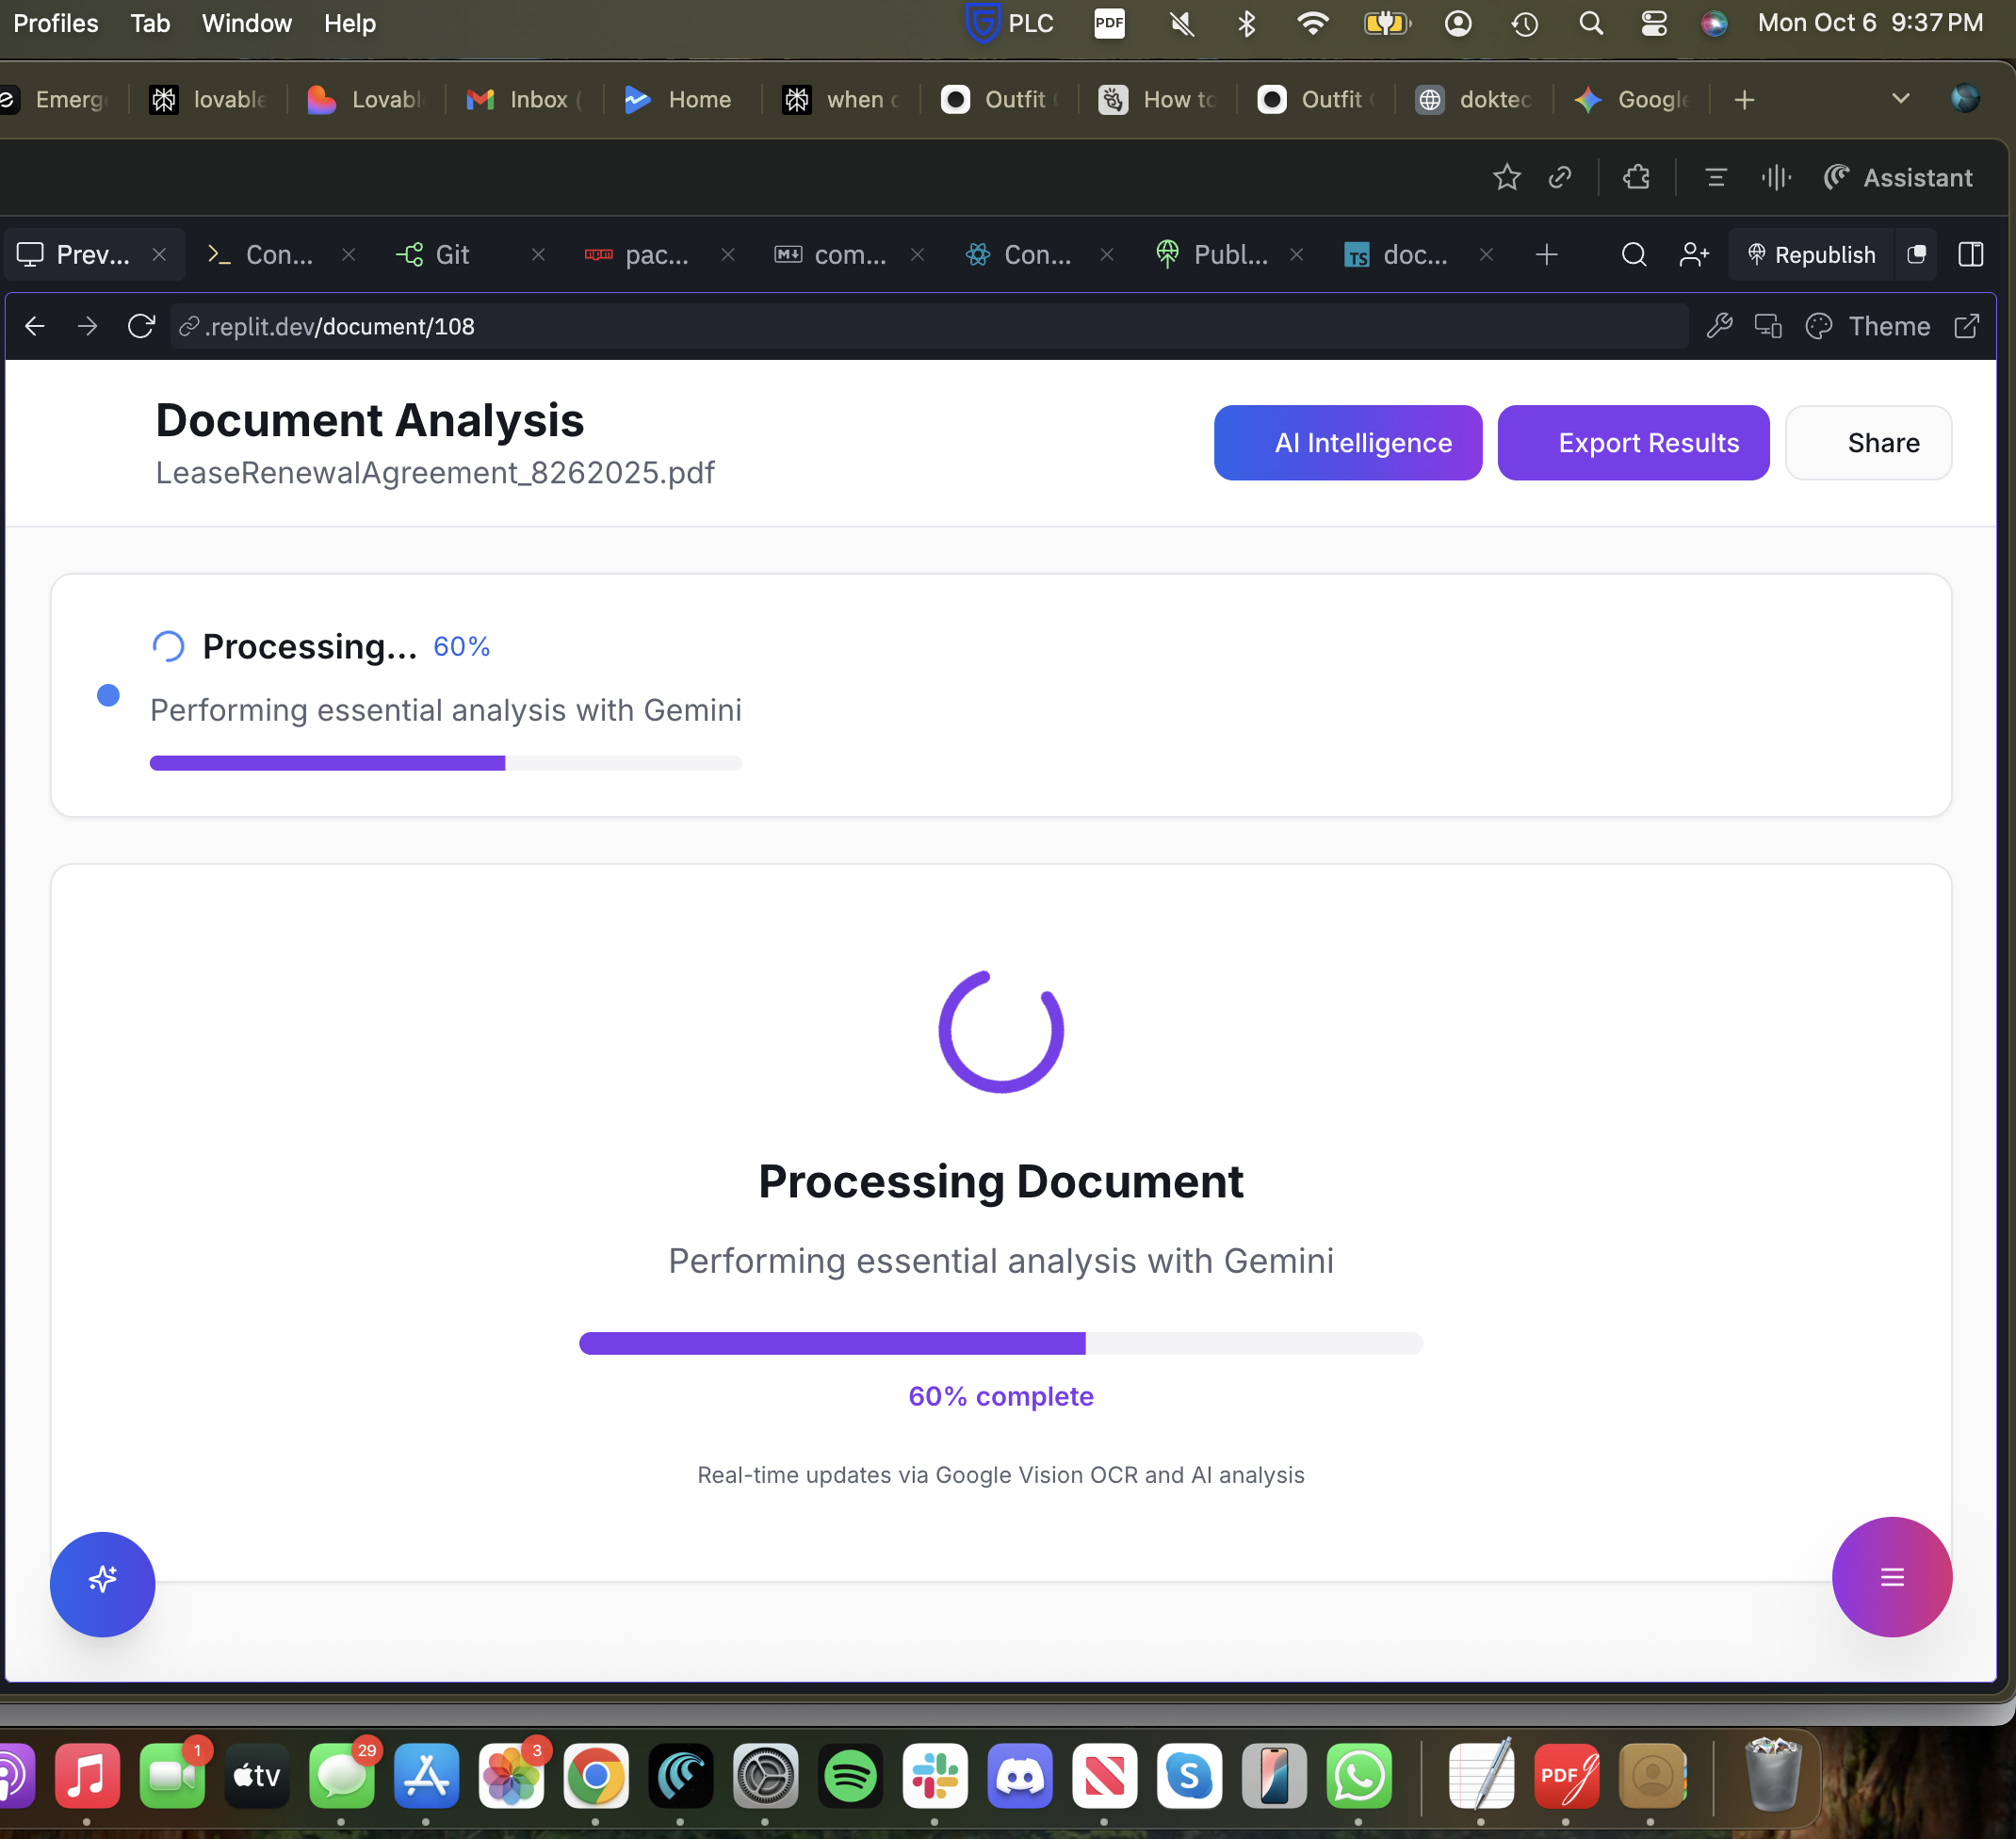 Profiles Tab Window Help PLC PDF Mon Oct 6 9:37 PM
Emerg lovable Lovabl Inbox ( Home when Outfit How to Outfit doktec Google
Assistant
Prev... Con... Git pac... com... Con... Publ... TS doc... Republish
.replit.dev/document/108 Theme
Document Analysis
LeaseRenewalAgreement_8262025.pdf
AI Intelligence Export Results Share
Processing... 60%
Performing essential analysis with Gemini
Processing Document
Performing essential analysis with Gemini
60% complete
Real-time updates via Google Vision OCR and AI analysis
1 tv 29 3 PDF